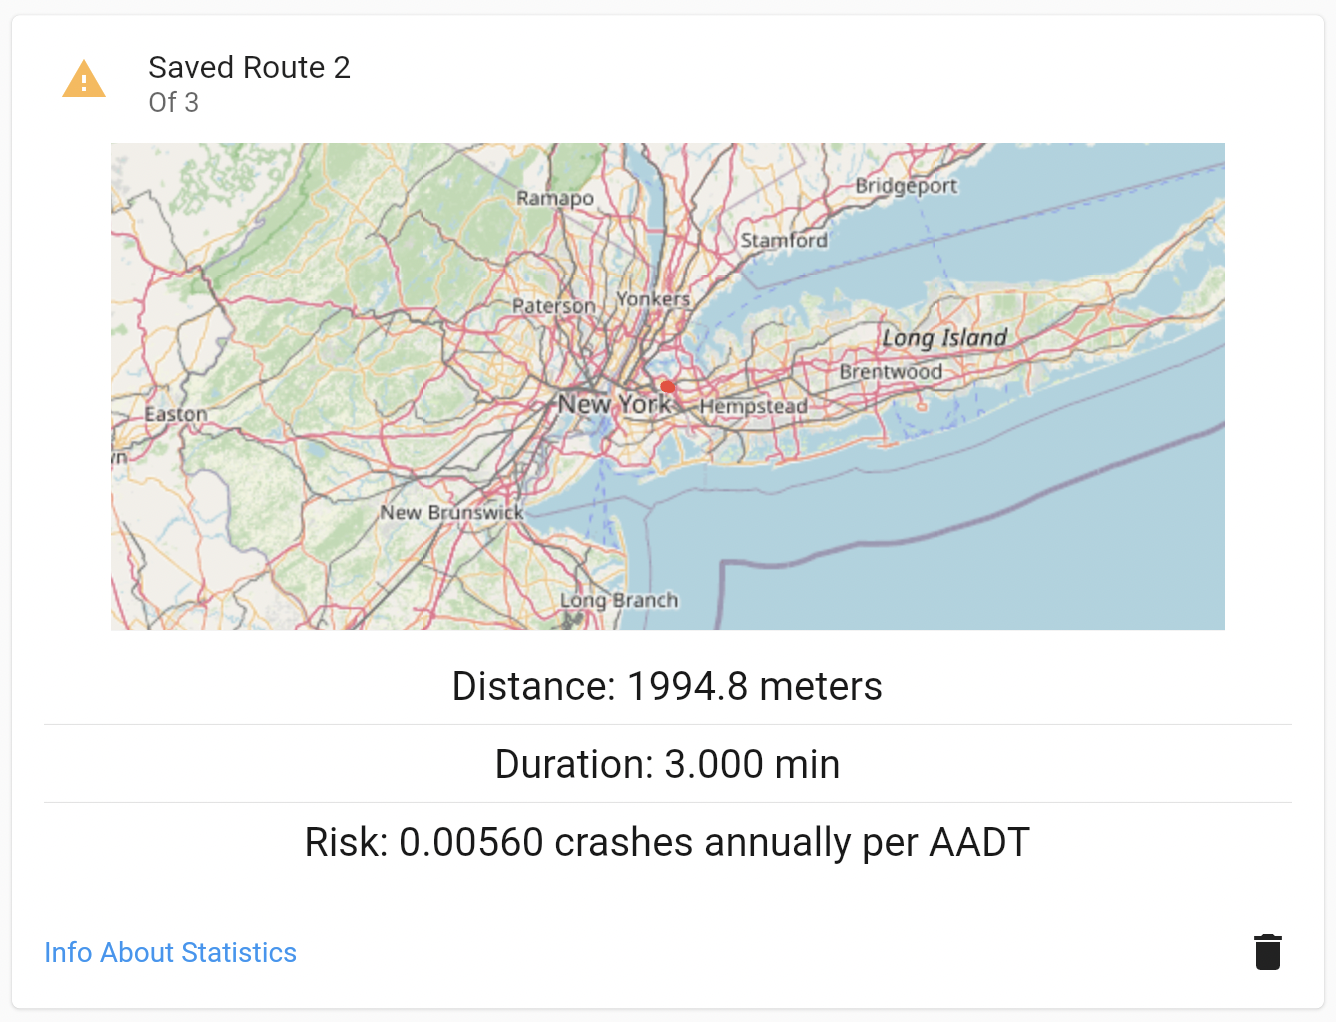 Saved Route 2
Of 3
Bridgeport
Ramapo
Stamford
Paterson
Yonkers
Long Island
Brentwood
New York
Hempstead
Easton
vn
New Brunswick
Long Branch
Distance: 1994.8 meters
Duration: 3.000 min
Risk: 0.00560 crashes annually per AADT
Info About Statistics